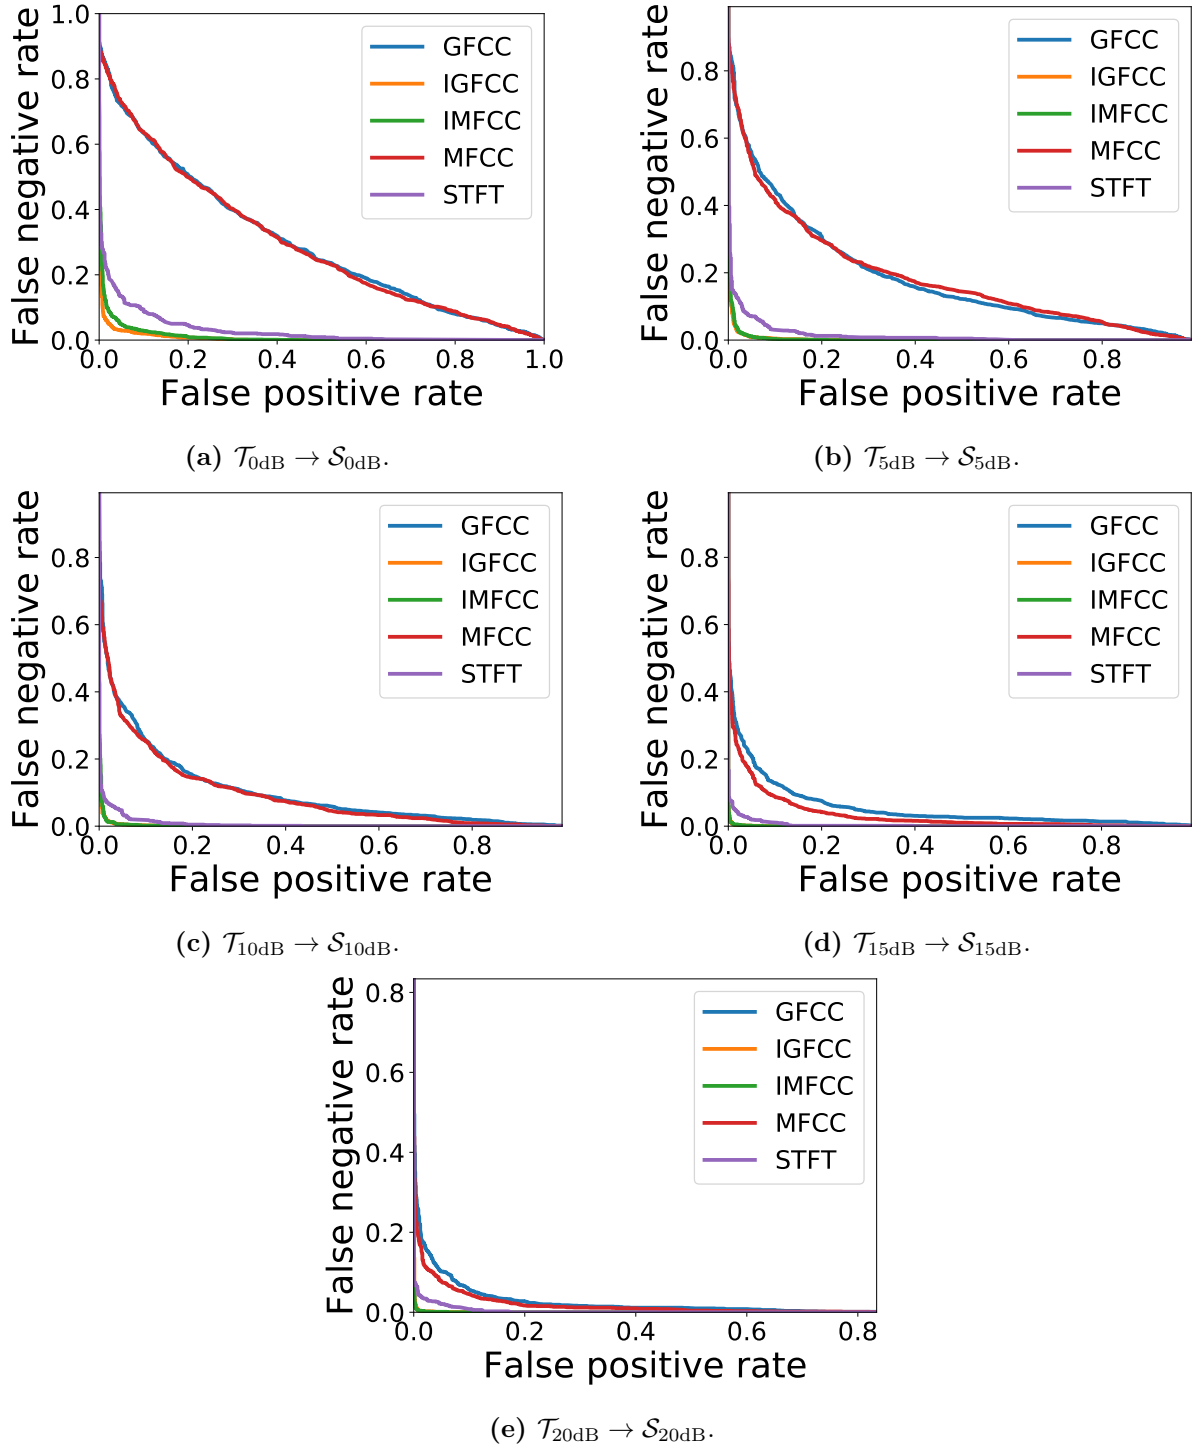 False negative rate
1.0
0.8
0.6
0.4
0.2
0.0
0.0 0.2 0.4 0.6 0.8 1.0
False positive rate
GFCC
IGFCC
IMFCC
MFCC
STFT
(a) 𝒯0dB → 𝒮0dB.
False negative rate
0.8
0.6
0.4
0.2
0.0
0.0 0.2 0.4 0.6 0.8
False positive rate
GFCC
IGFCC
IMFCC
MFCC
STFT
(b) 𝒯5dB → 𝒮5dB.
False negative rate
0.8
0.6
0.4
0.2
0.0
0.0 0.2 0.4 0.6 0.8
False positive rate
GFCC
IGFCC
IMFCC
MFCC
STFT
(c) 𝒯10dB → 𝒮10dB.
False negative rate
0.8
0.6
0.4
0.2
0.0
0.0 0.2 0.4 0.6 0.8
False positive rate
GFCC
IGFCC
IMFCC
MFCC
STFT
(d) 𝒯15dB → 𝒮15dB.
False negative rate
0.8
0.6
0.4
0.2
0.0
0.0 0.2 0.4 0.6 0.8
False positive rate
GFCC
IGFCC
IMFCC
MFCC
STFT
(e) 𝒯20dB → 𝒮20dB.